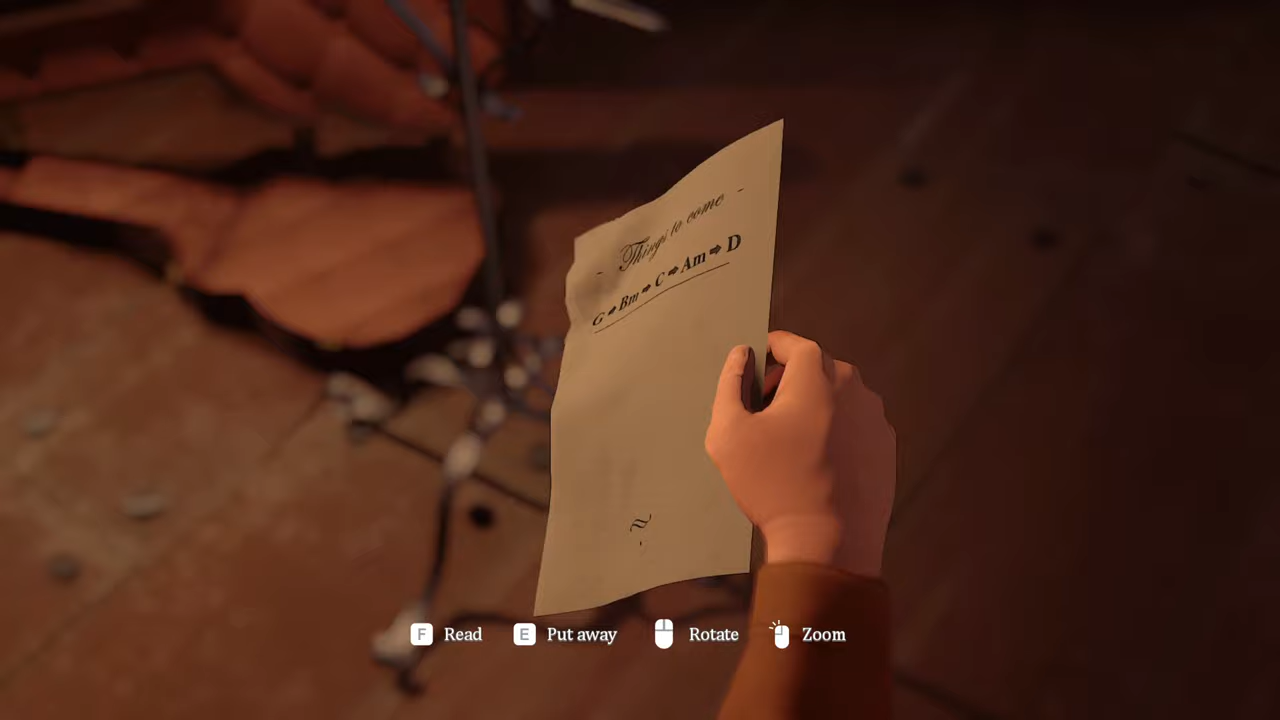 - Things to come -
G ➡ Bm ➡ C ➡ Am ➡ D
F Read E Put away Rotate Zoom